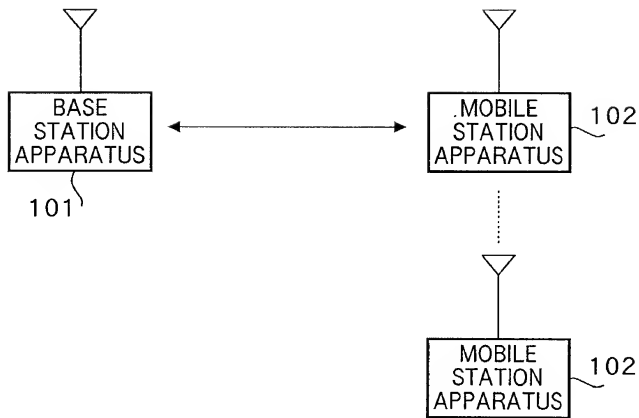 BASE
STATION
APPARATUS
101
MOBILE
STATION
APPARATUS
102
MOBILE
STATION
APPARATUS
102